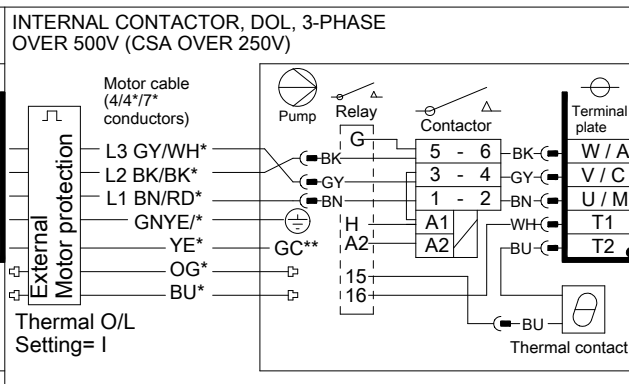 INTERNAL CONTACTOR, DOL, 3-PHASE
OVER 500V (CSA OVER 250V)
Motor cable
(4/4*/7*
conductors)
Pump
Relay
Contactor
Terminal
plate
External
Motor protection
L3 GY/WH*
L2 BK/BK*
L1 BN/RD*
GNYE/*
YE*
OG*
BU*
GC**
BK
GY
BN
G
H
A2
15
16
5 - 6
3 - 4
1 - 2
A1
A2
BK
GY
BN
WH
BU
W / A
V / C
U / M
T1
T2
BU
Thermal contact
Thermal O/L
Setting= I